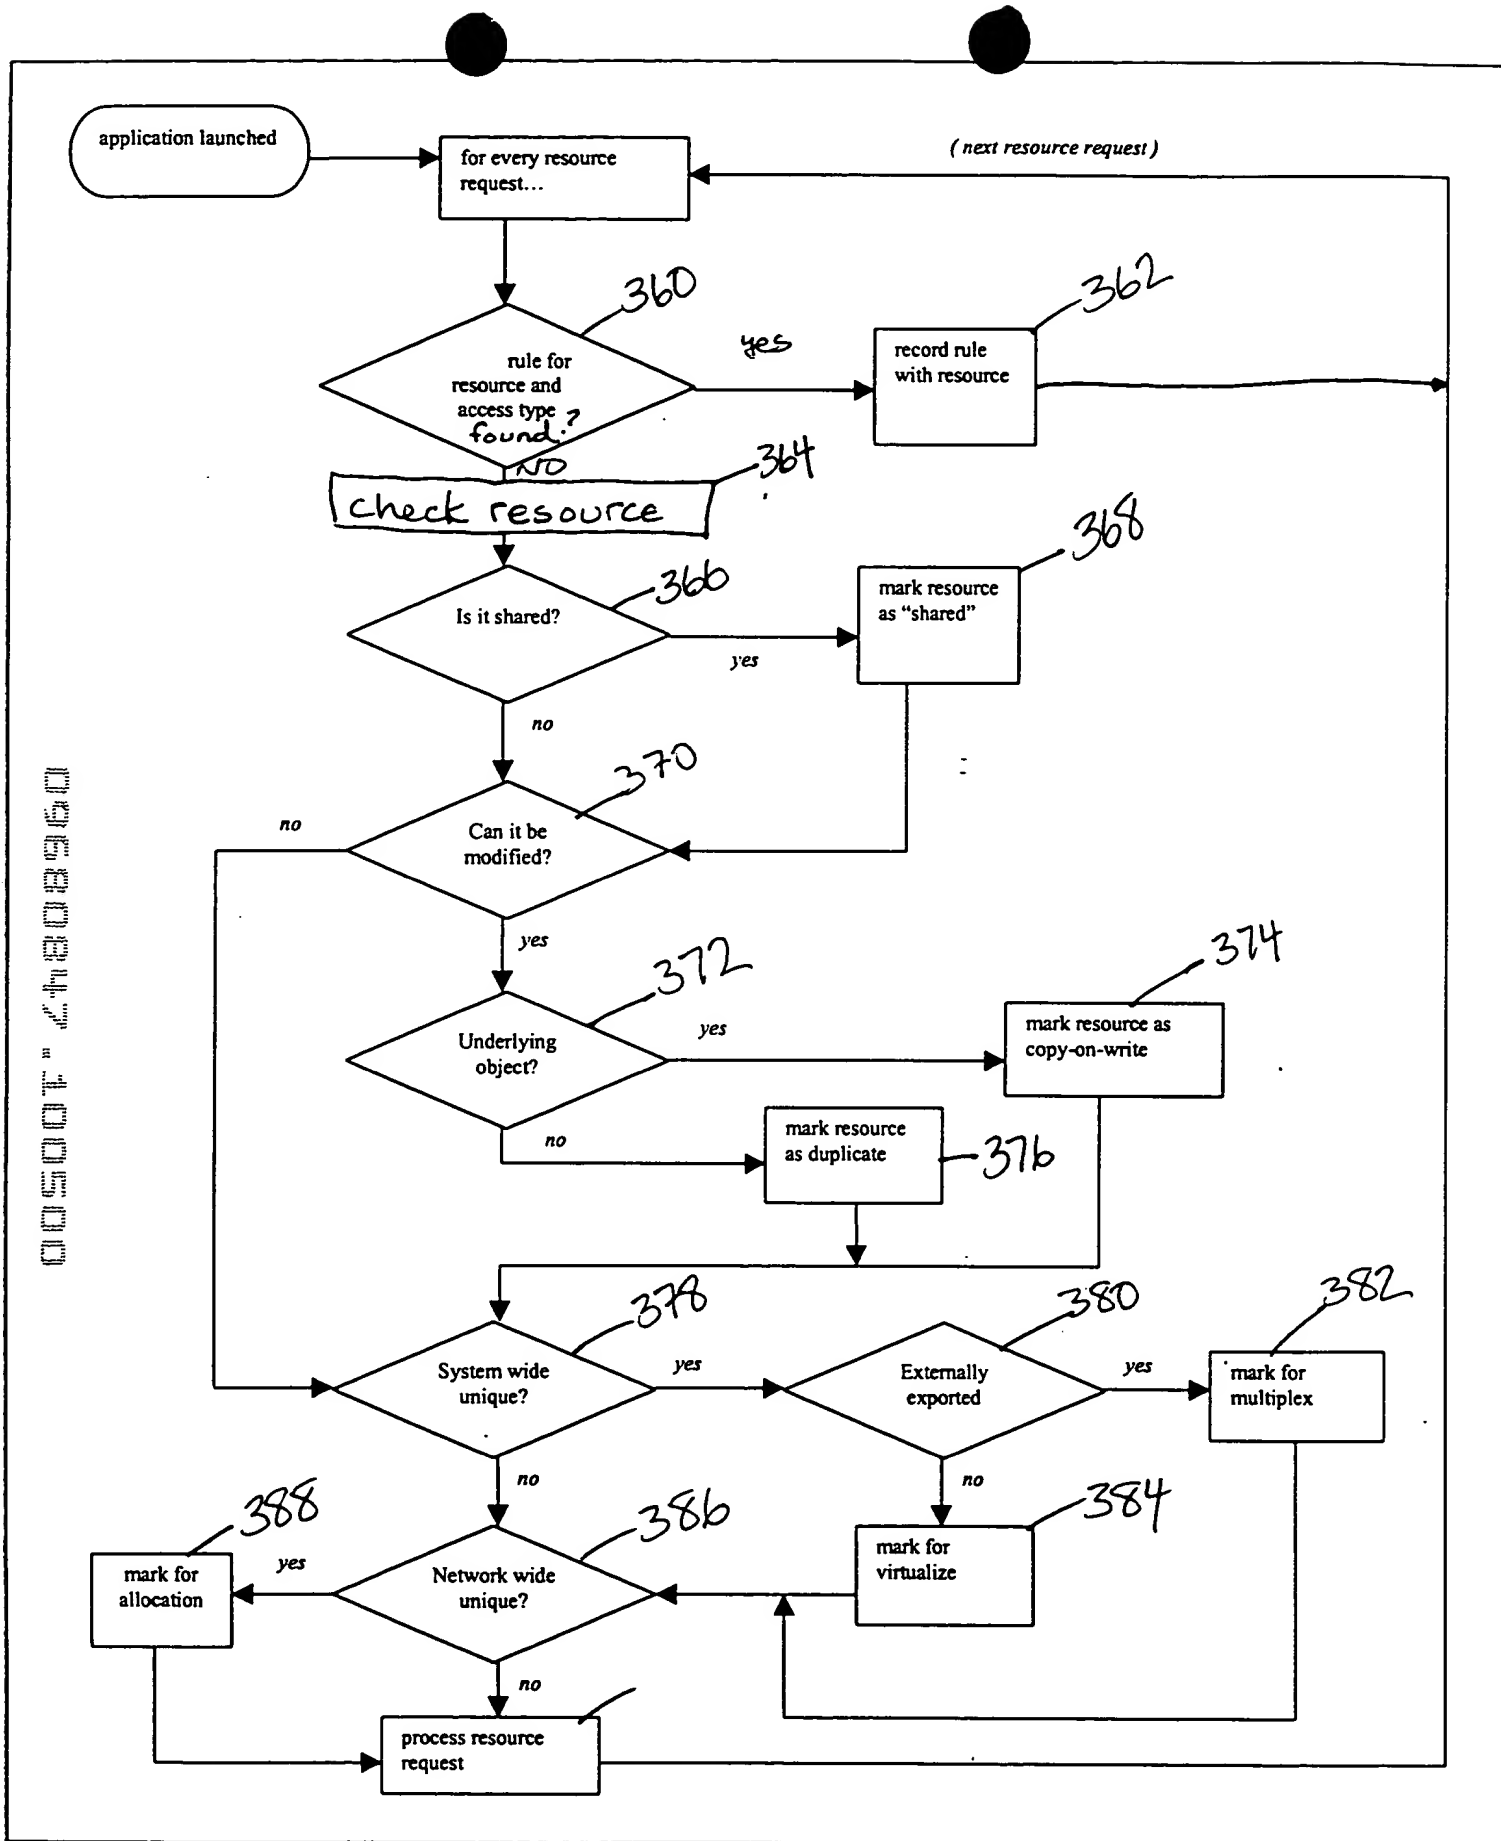 application launched
for every resource
request...
( next resource request )
360
rule for
resource and
access type
found?
yes
362
record rule
with resource
NO
364
check resource
366
Is it shared?
yes
368
mark resource
as "shared"
no
370
Can it be
modified?
no
yes
372
Underlying
object?
yes
374
mark resource as
copy-on-write
no
mark resource
as duplicate
376
378
System wide
unique?
yes
380
Externally
exported
yes
382
mark for
multiplex
no
no
384
mark for
virtualize
386
Network wide
unique?
yes
388
mark for
allocation
no
process resource
request
09680847.100500